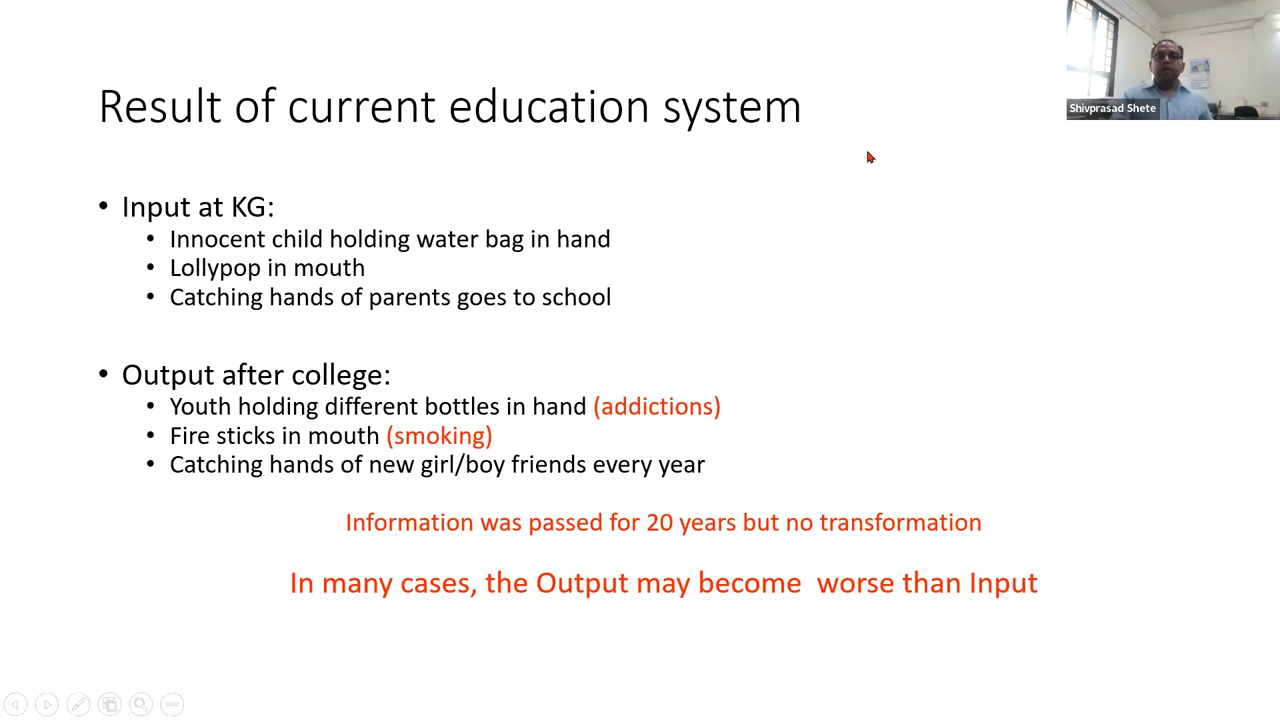 Shivprasad Shete
Result of current education system
• Input at KG:
• Innocent child holding water bag in hand
• Lollypop in mouth
• Catching hands of parents goes to school
• Output after college:
• Youth holding different bottles in hand (addictions)
• Fire sticks in mouth (smoking)
• Catching hands of new girl/boy friends every year
Information was passed for 20 years but no transformation
In many cases, the Output may become worse than Input